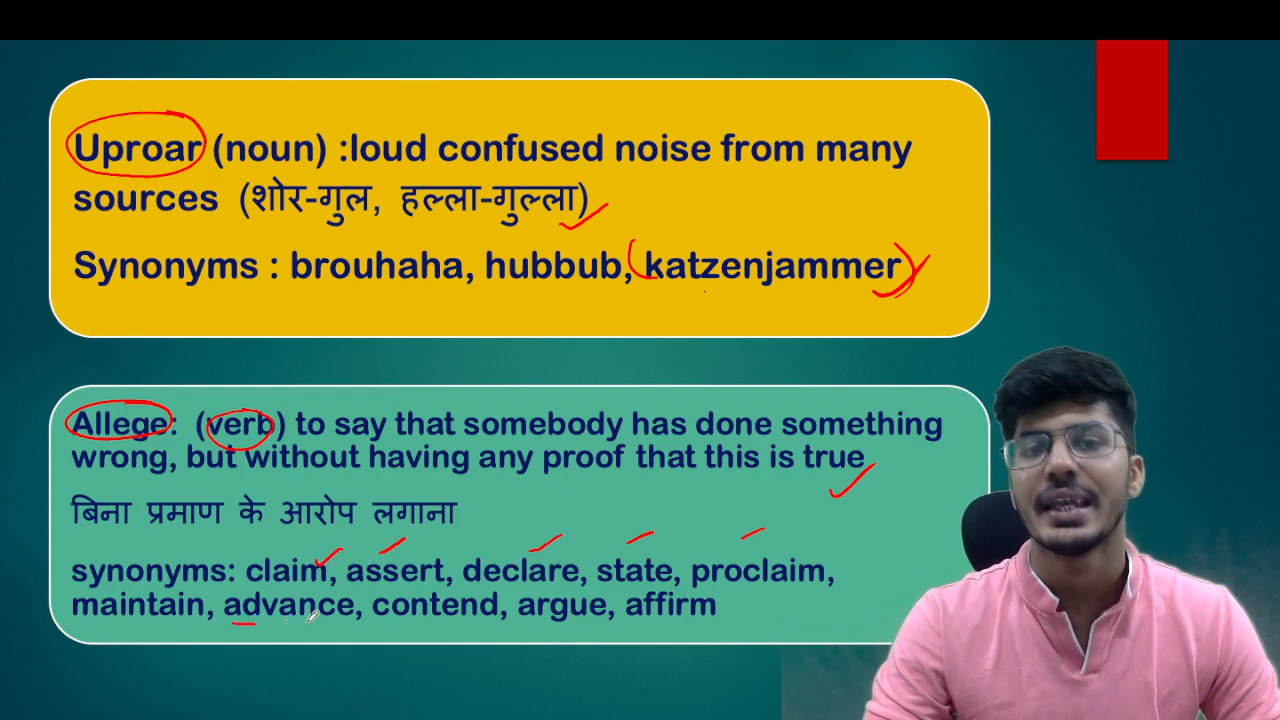 Uproar (noun) :loud confused noise from many
sources (शोर-गुल, हल्ला-गुल्ला)
Synonyms : brouhaha, hubbub, katzenjammer
Allege: (verb) to say that somebody has done something
wrong, but without having any proof that this is true
बिना प्रमाण के आरोप लगाना
synonyms: claim, assert, declare, state, proclaim,
maintain, advance, contend, argue, affirm